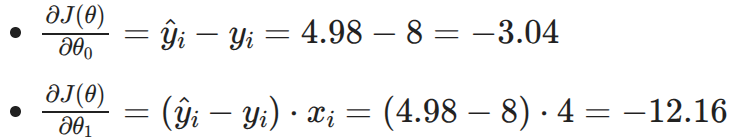 • ∂J(θ)/∂θ₀ = ŷᵢ − yᵢ = 4.98 − 8 = −3.04
• ∂J(θ)/∂θ₁ = (ŷᵢ − yᵢ) · xᵢ = (4.98 − 8) · 4 = −12.16